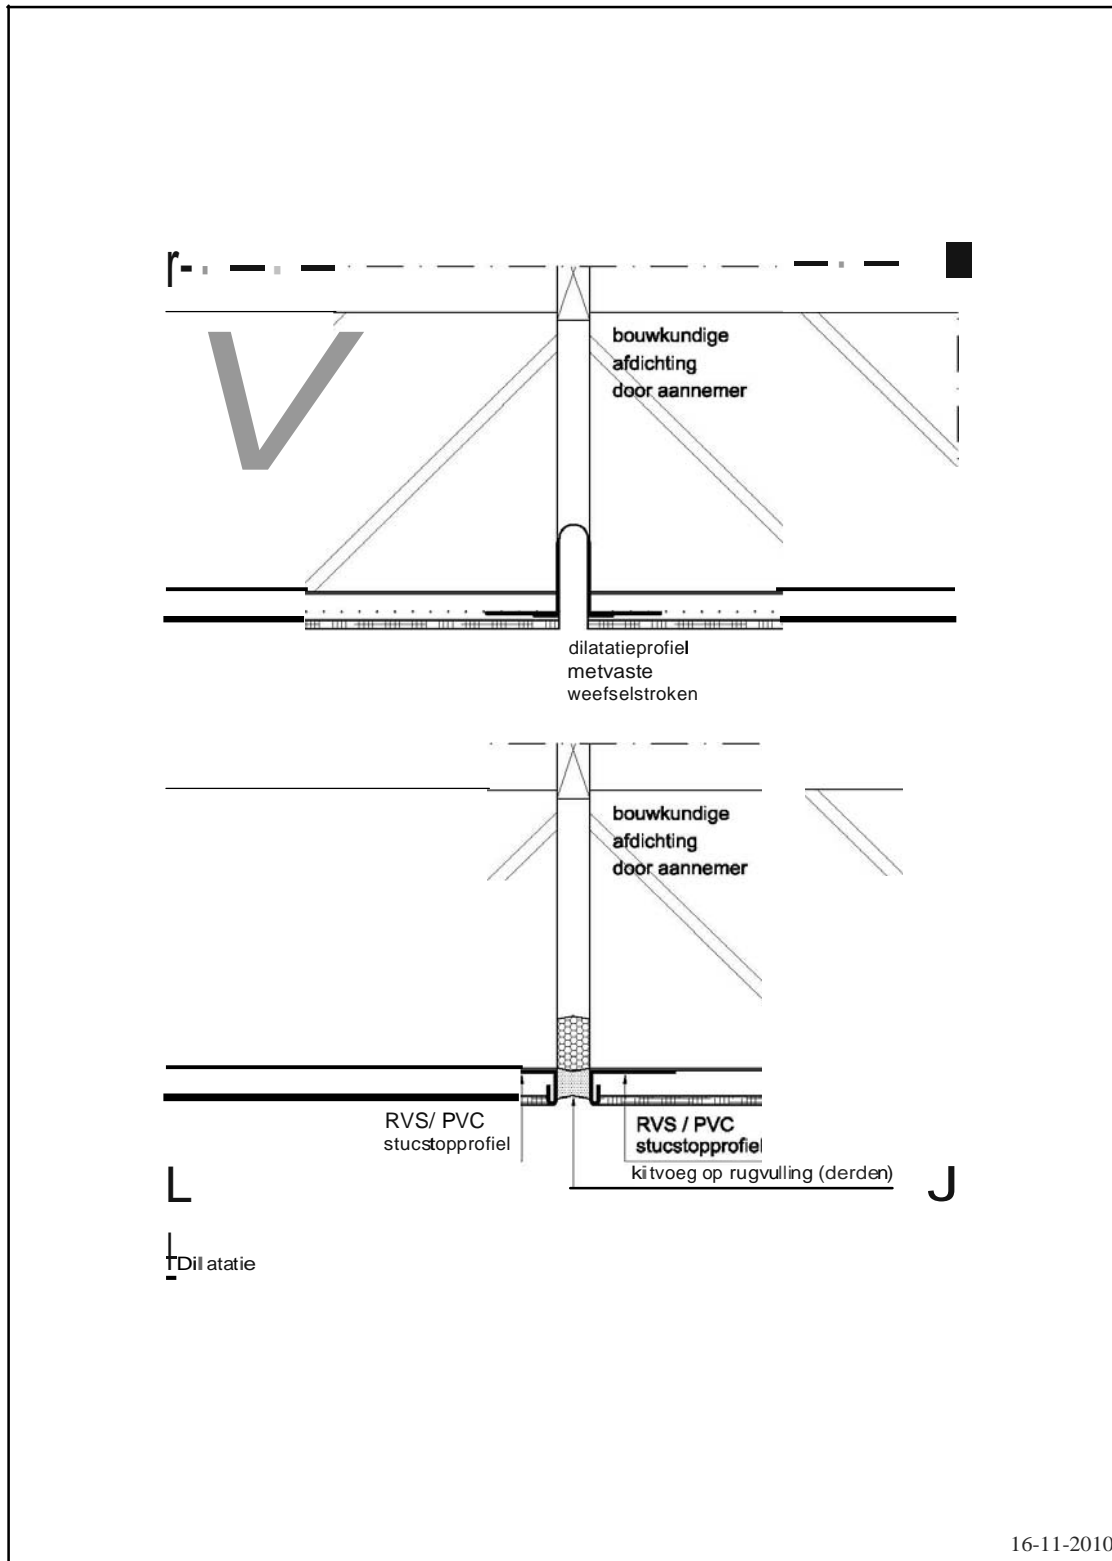 bouwkundige
afdichting
door aannemer
dilatatieprofiel
metvaste
weefselstroken
bouwkundige
afdichting
door aannemer
RVS/ PVC
stucstopprofiel
RVS / PVC
stucstopprofiel
kitvoeg op rugvulling (derden)
L
J
Dilatatie
16-11-2010